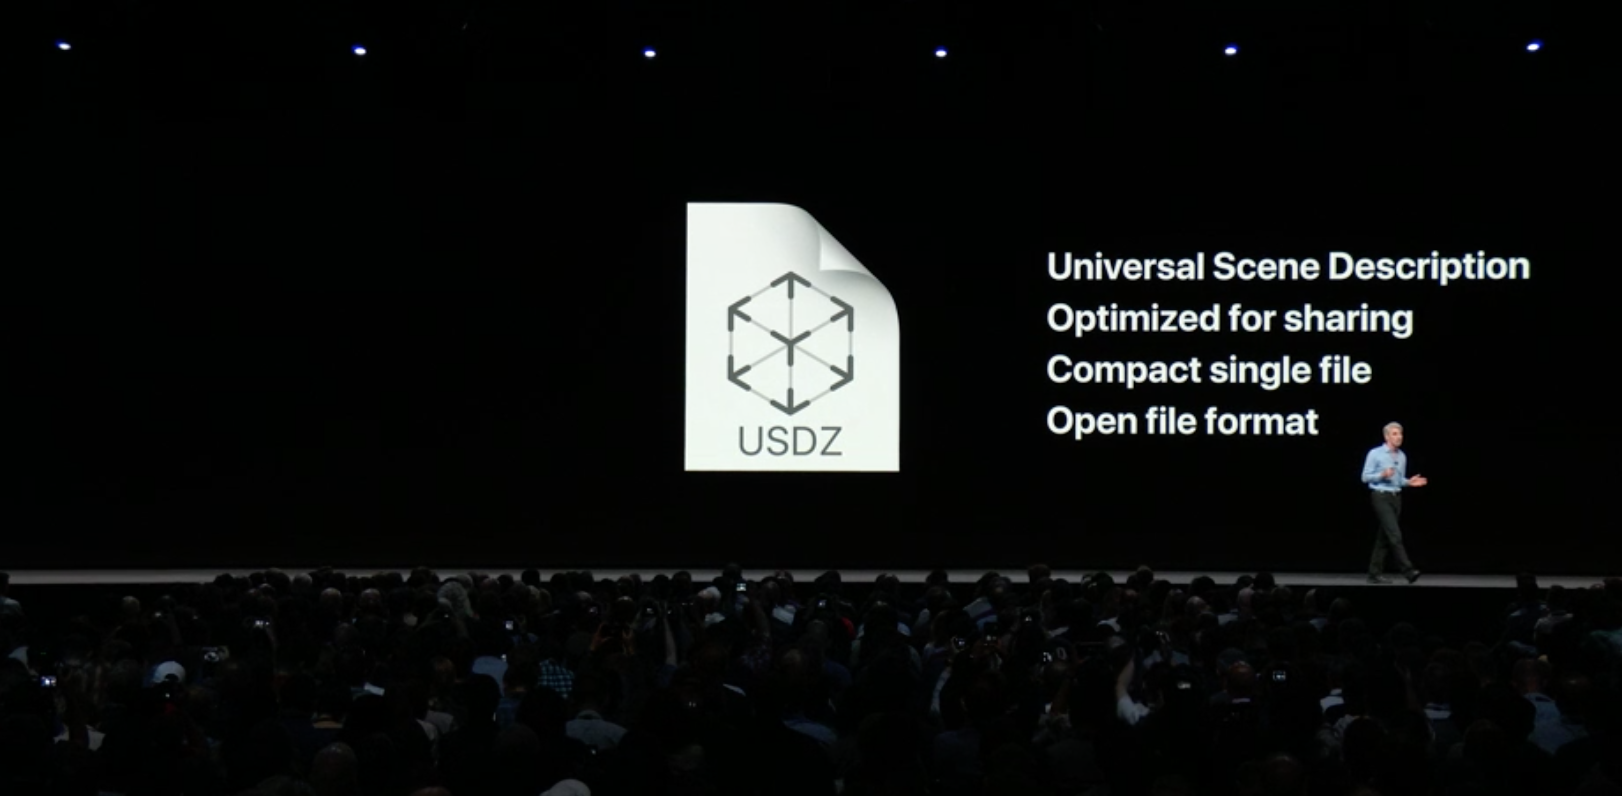 USDZ
Universal Scene Description
Optimized for sharing
Compact single file
Open file format